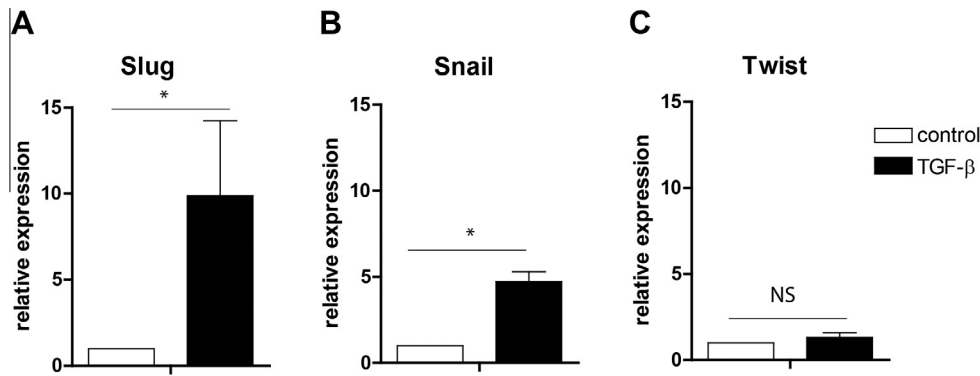 A
Slug
relative expression
15
10
5
0
*
B
Snail
relative expression
15
10
5
0
*
C
Twist
relative expression
15
10
5
0
NS
control
TGF-β